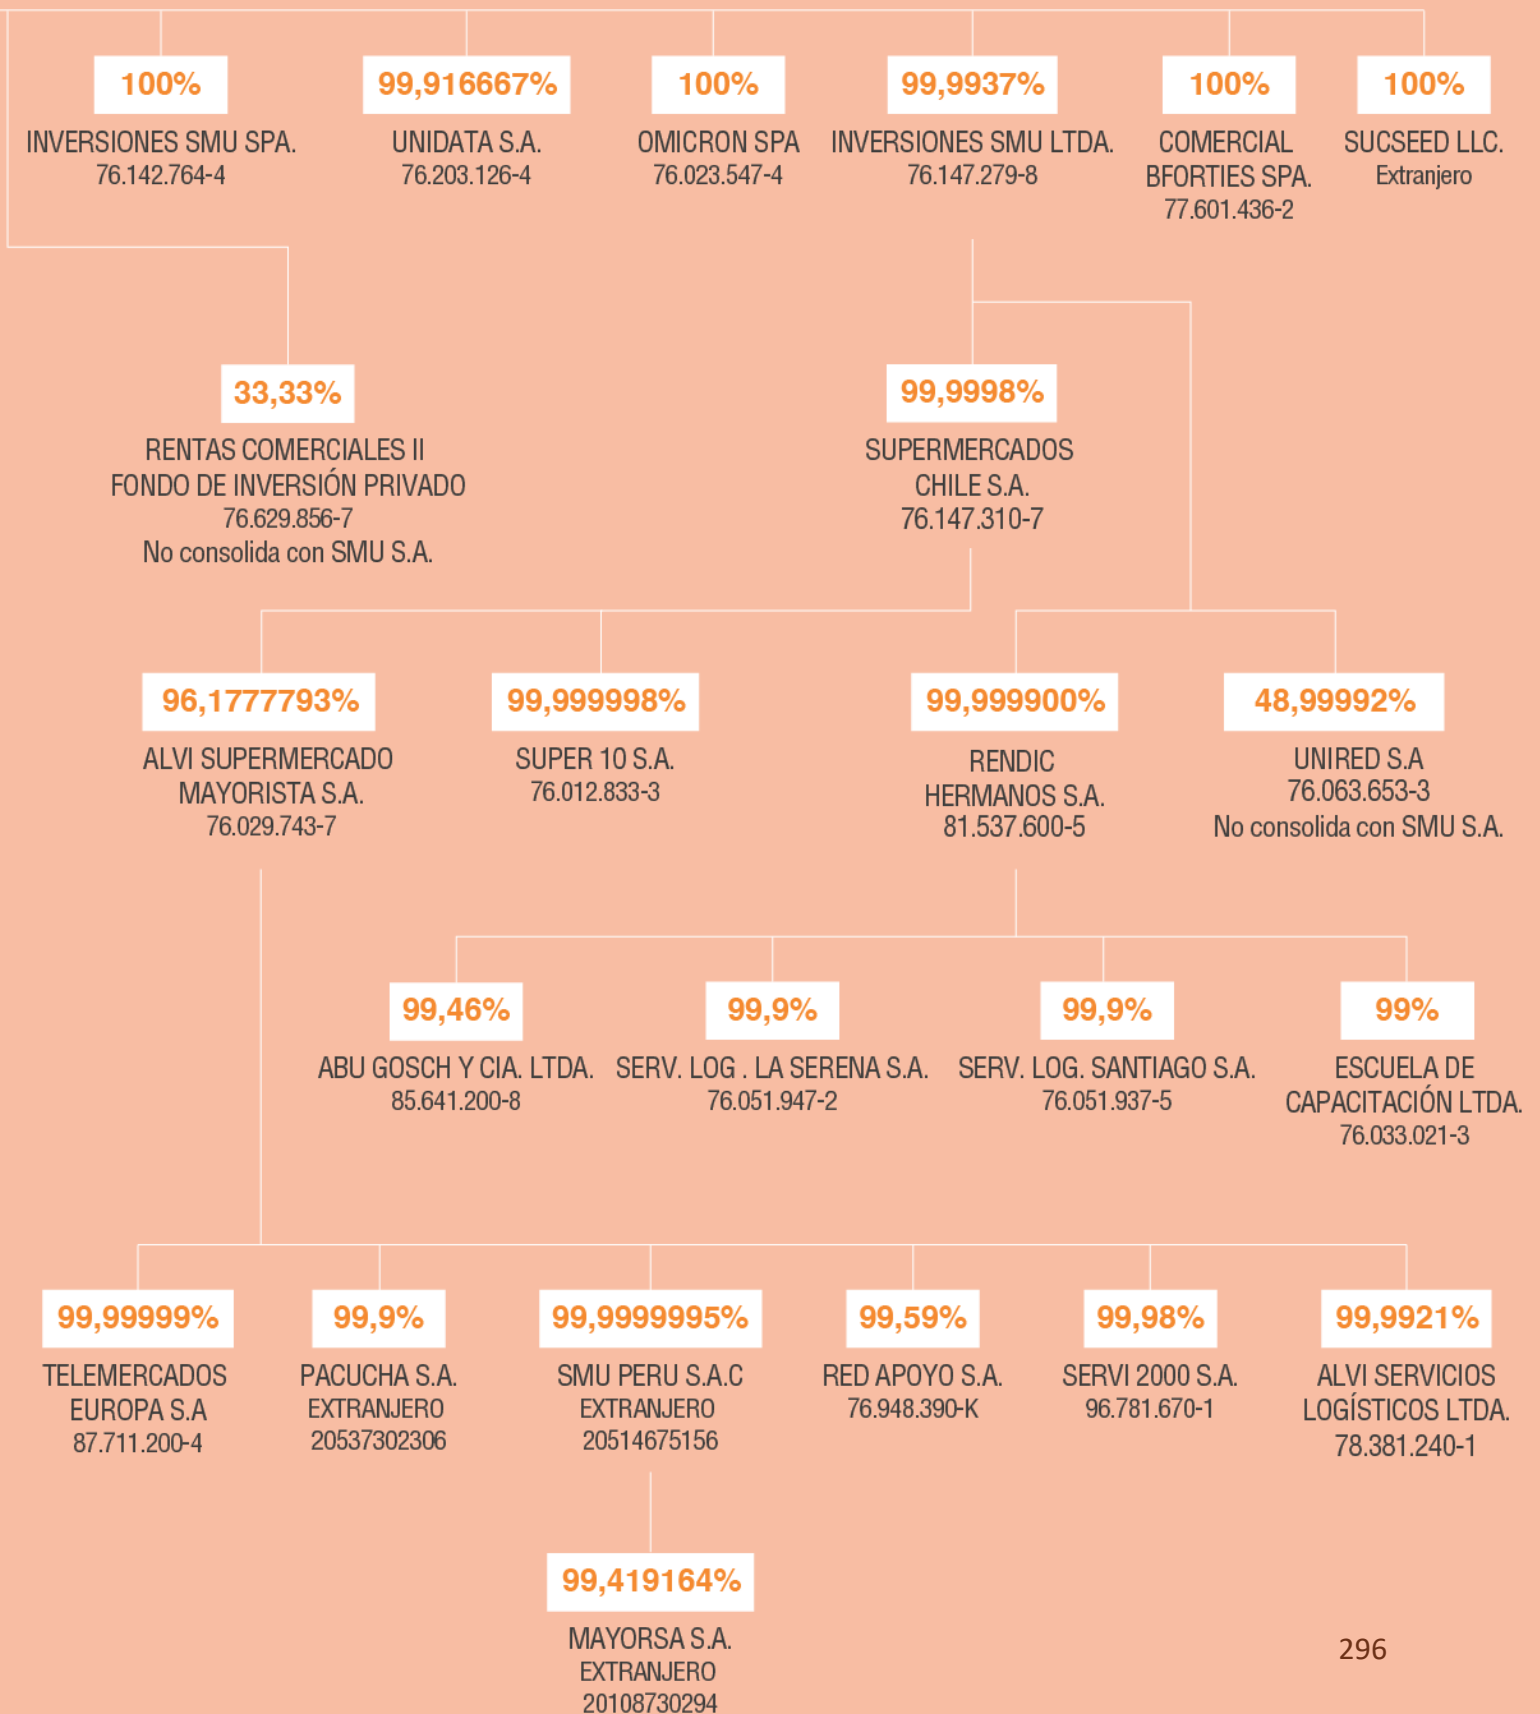 100%
INVERSIONES SMU SPA.
76.142.764-4
99,916667%
UNIDATA S.A.
76.203.126-4
100%
OMICRON SPA
76.023.547-4
99,9937%
INVERSIONES SMU LTDA.
76.147.279-8
100%
COMERCIAL
BFORTIES SPA.
77.601.436-2
100%
SUCSEED LLC.
Extranjero
33,33%
RENTAS COMERCIALES II
FONDO DE INVERSIÓN PRIVADO
76.629.856-7
No consolida con SMU S.A.
99,9998%
SUPERMERCADOS
CHILE S.A.
76.147.310-7
96,1777793%
ALVI SUPERMERCADO
MAYORISTA S.A.
76.029.743-7
99,999998%
SUPER 10 S.A.
76.012.833-3
99,999900%
RENDIC
HERMANOS S.A.
81.537.600-5
48,99992%
UNIRED S.A
76.063.653-3
No consolida con SMU S.A.
99,46%
ABU GOSCH Y CIA. LTDA.
85.641.200-8
99,9%
SERV. LOG . LA SERENA S.A.
76.051.947-2
99,9%
SERV. LOG. SANTIAGO S.A.
76.051.937-5
99%
ESCUELA DE
CAPACITACIÓN LTDA.
76.033.021-3
99,99999%
TELEMERCADOS
EUROPA S.A
87.711.200-4
99,9%
PACUCHA S.A.
EXTRANJERO
20537302306
99,9999995%
SMU PERU S.A.C
EXTRANJERO
20514675156
99,59%
RED APOYO S.A.
76.948.390-K
99,98%
SERVI 2000 S.A.
96.781.670-1
99,9921%
ALVI SERVICIOS
LOGÍSTICOS LTDA.
78.381.240-1
99,419164%
MAYORSA S.A.
EXTRANJERO
20108730294
296